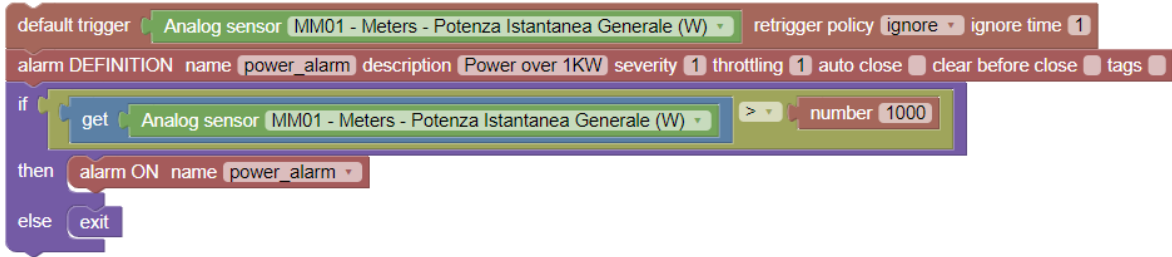 default trigger Analog sensor MM01 - Meters - Potenza Istantanea Generale (W) retrigger policy ignore ignore time 1
alarm DEFINITION name power_alarm description Power over 1KW severity 1 throttling 1 auto close clear before close tags
if get Analog sensor MM01 - Meters - Potenza Istantanea Generale (W) > number 1000
then alarm ON name power_alarm
else exit